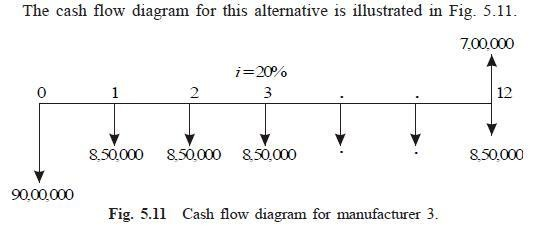 The cash flow diagram for this alternative is illustrated in Fig. 5.11.
7,00,000
i=20%
0 1 2 3 . . 12
8,50,000 8,50,000 8,50,000 . . 8,50,000
90,00,000
Fig. 5.11 Cash flow diagram for manufacturer 3.